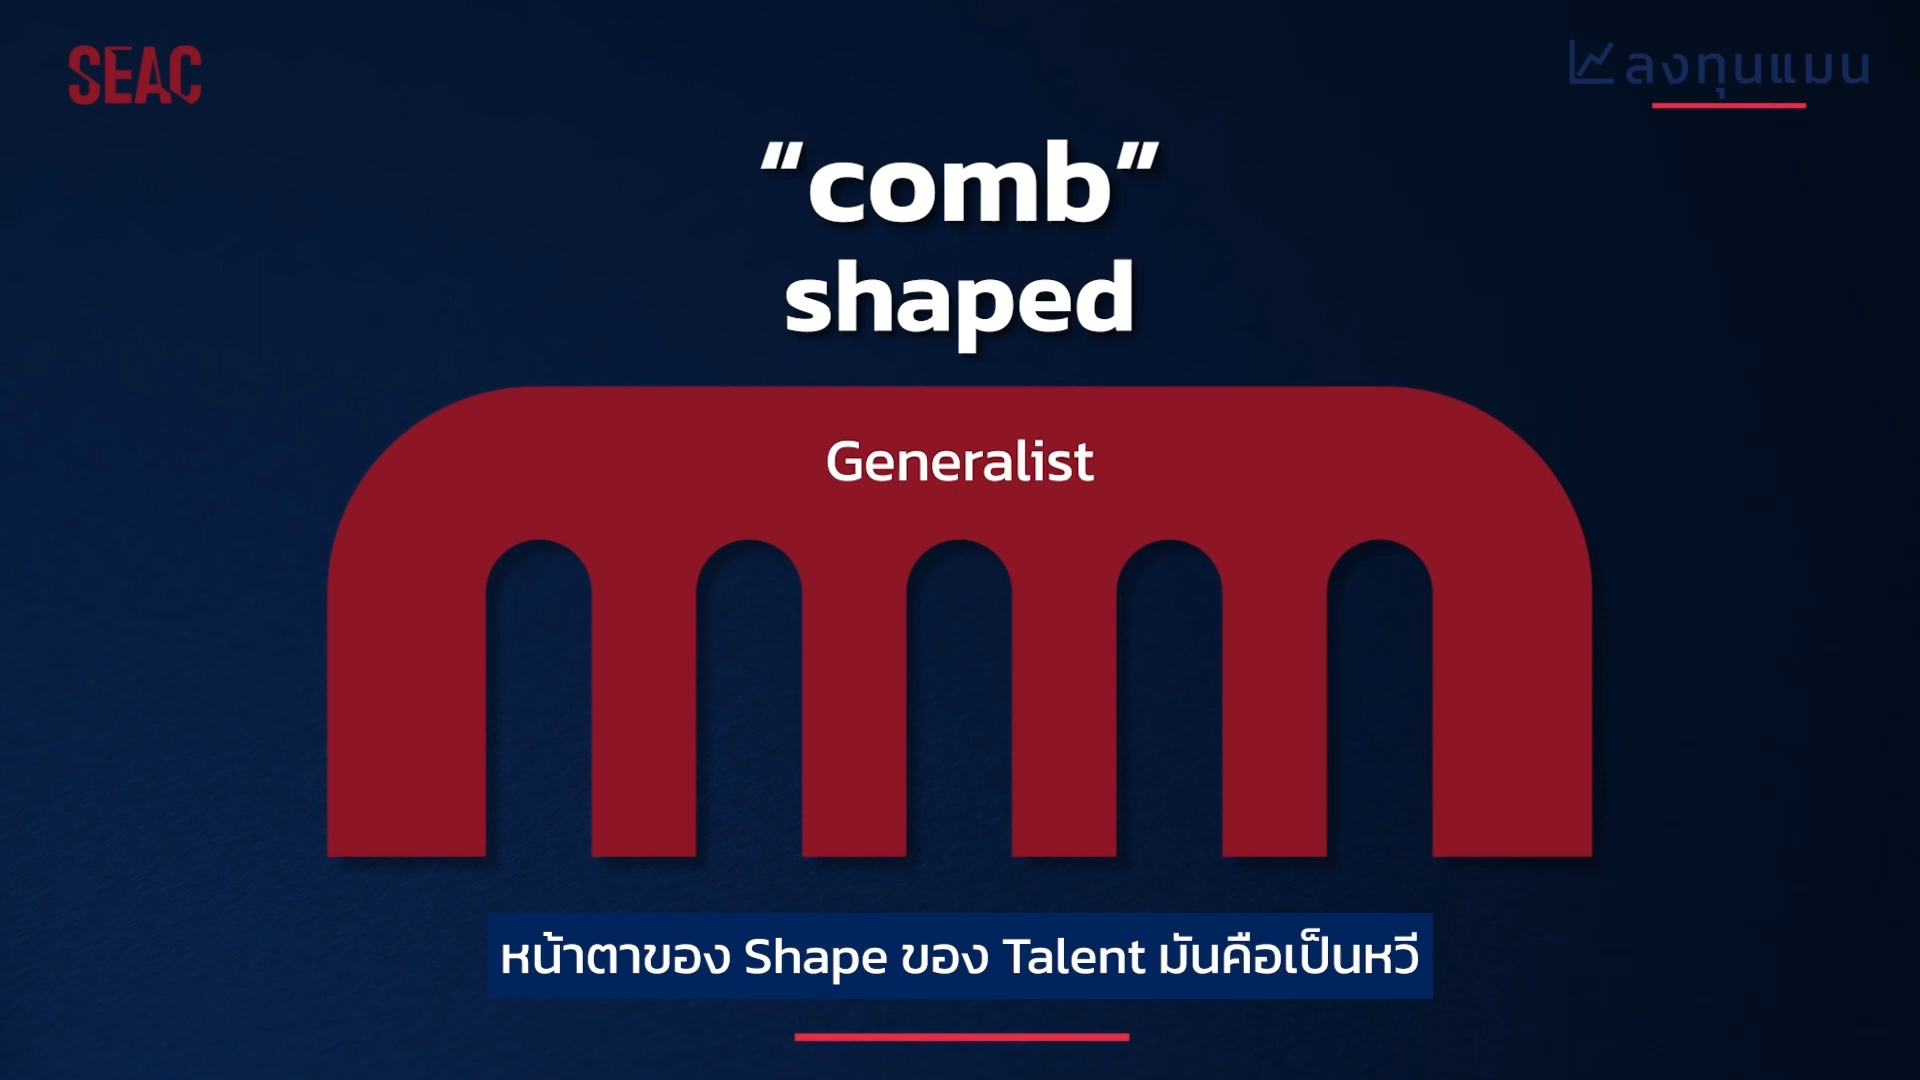 SEAC
ลงทุนแมน
“comb”
shaped
Generalist
หน้าตาของ Shape ของ Talent มันคือเป็นหวี